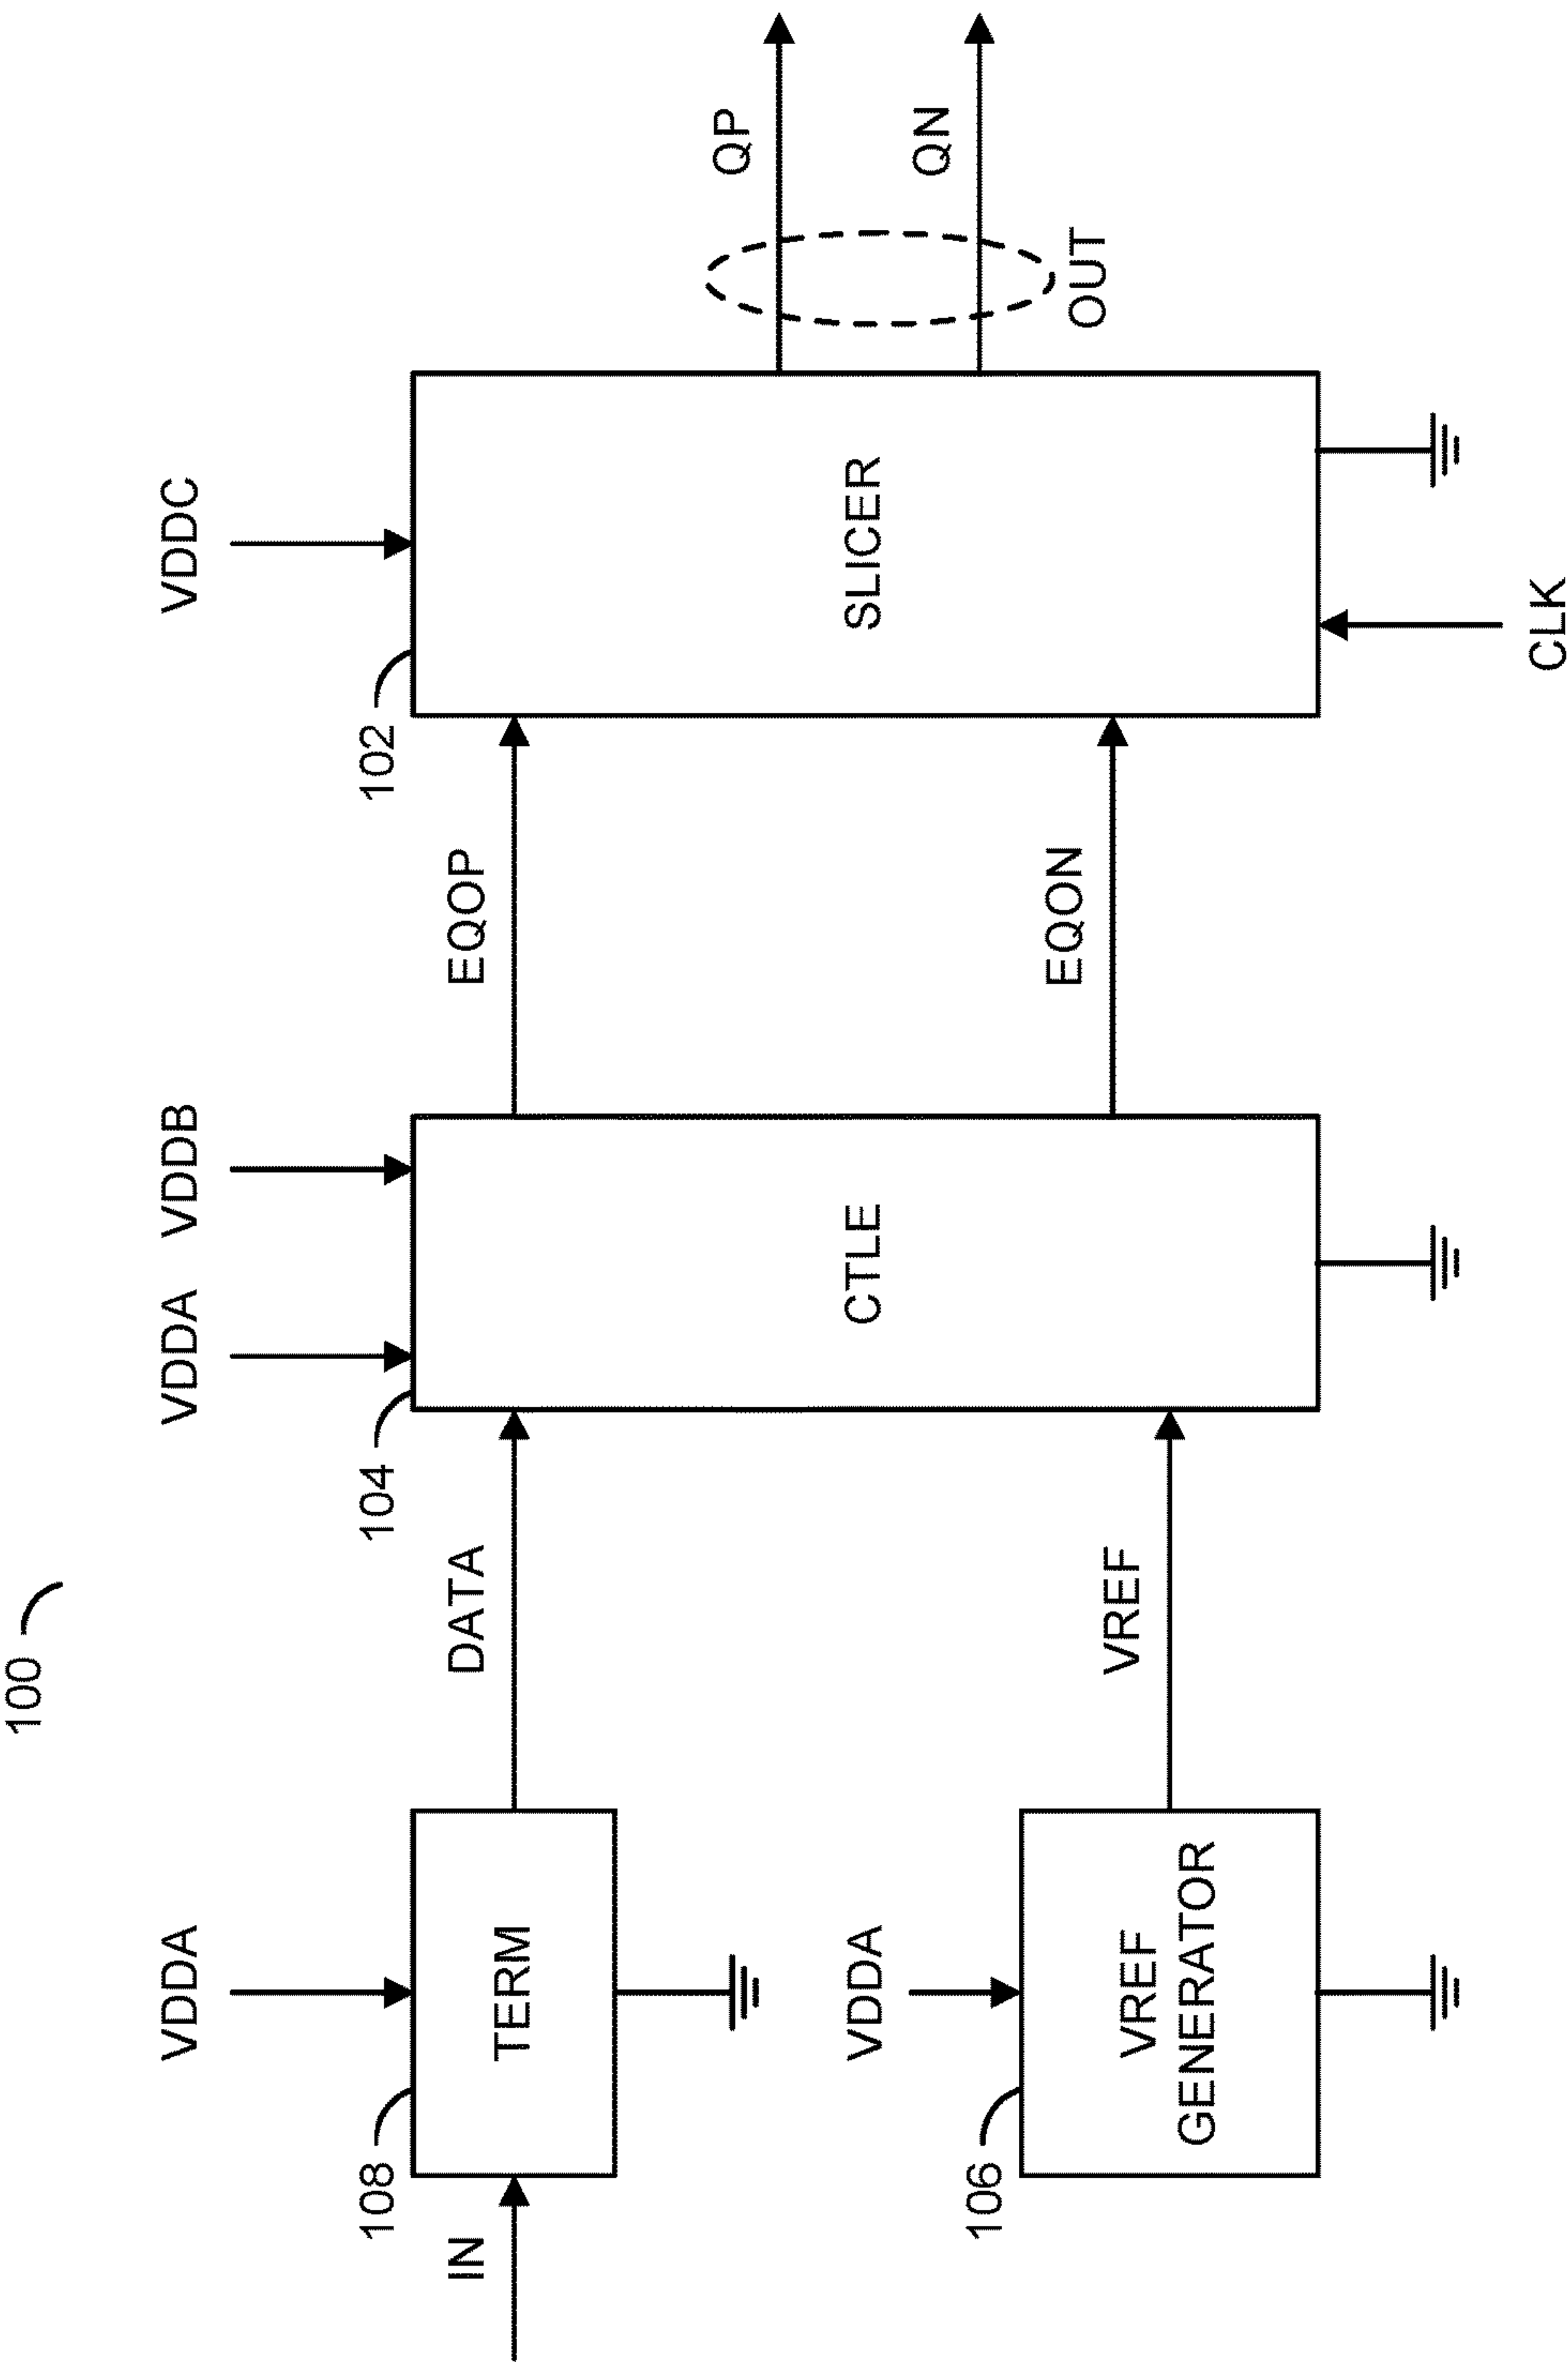 100
VDDA
VDDA
VDDB
VDDC
108
104
102
IN
TERM
DATA
EQOP
QP
CTLE
SLICER
QN
VDDA
106
VREF
GENERATOR
VREF
EQON
OUT
CLK